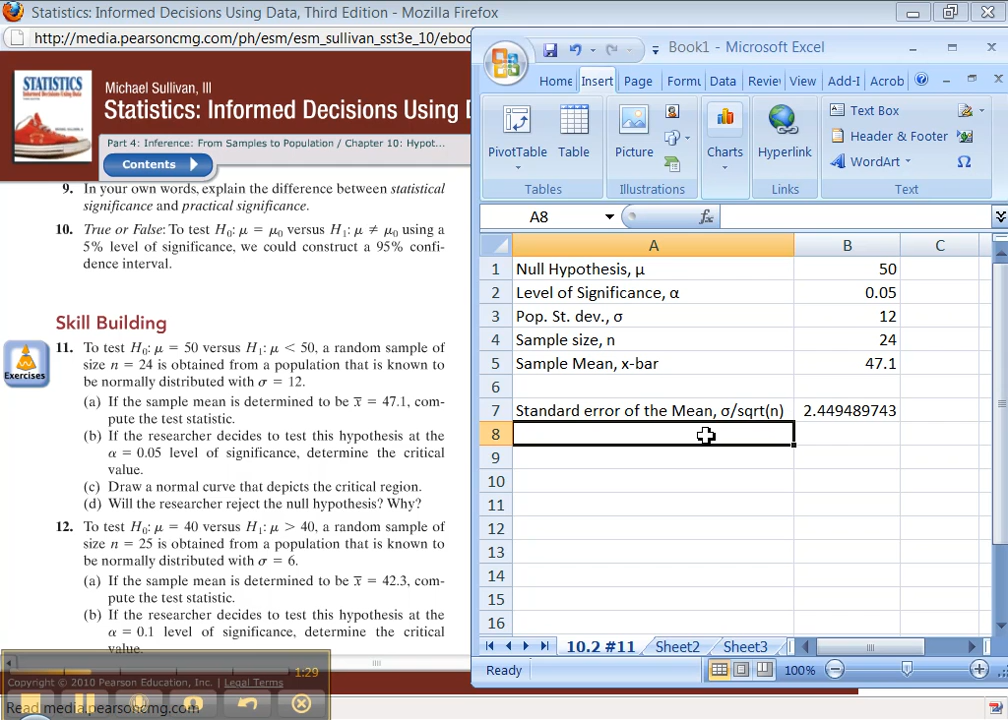 Statistics: Informed Decisions Using Data, Third Edition - Mozilla Firefox
http://media.pearsoncmg.com/ph/esm/esm_sullivan_sst3e_10/eboo
STATISTICS
Michael Sullivan, III
Statistics: Informed Decisions Using D
Part 4: Inference: From Samples to Population / Chapter 10: Hypot...
Contents
9. In your own words, explain the difference between statistical
significance and practical significance.
10. True or False: To test H₀: μ = μ₀ versus H₁: μ ≠ μ₀ using a
5% level of significance, we could construct a 95% confi-
dence interval.
Skill Building
Exercises
11. To test H₀: μ = 50 versus H₁: μ < 50, a random sample of
size n = 24 is obtained from a population that is known to
be normally distributed with σ = 12.
(a) If the sample mean is determined to be x̄ = 47.1, com-
pute the test statistic.
(b) If the researcher decides to test this hypothesis at the
α = 0.05 level of significance, determine the critical
value.
(c) Draw a normal curve that depicts the critical region.
(d) Will the researcher reject the null hypothesis? Why?
12. To test H₀: μ = 40 versus H₁: μ > 40, a random sample of
size n = 25 is obtained from a population that is known to
be normally distributed with σ = 6.
(a) If the sample mean is determined to be x̄ = 42.3, com-
pute the test statistic.
(b) If the researcher decides to test this hypothesis at the
α = 0.1 level of significance, determine the critical
value.
1:29
Copyright © 2010 Pearson Education, Inc. | Legal Terms
Read media.pearsoncmg.com
Book1 - Microsoft Excel
Home Insert Page Formu Data Revie View Add-I Acrob
PivotTable Table Picture Charts Hyperlink
Text Box
Header & Footer
WordArt
Tables Illustrations Links Text
A8 fx
A B C
1 Null Hypothesis, μ 50
2 Level of Significance, α 0.05
3 Pop. St. dev., σ 12
4 Sample size, n 24
5 Sample Mean, x-bar 47.1
6
7 Standard error of the Mean, σ/sqrt(n) 2.449489743
8
9
10
11
12
13
14
15
16
10.2 #11 Sheet2 Sheet3
Ready 100%